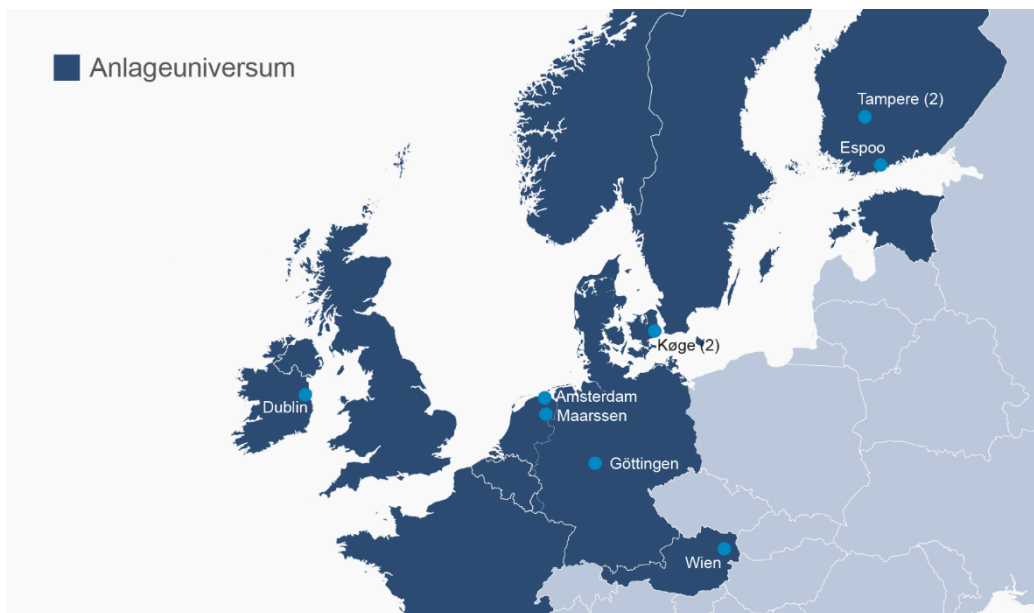 Anlageuniversum
Tampere (2)
Espoo
Køge (2)
Amsterdam
Maarssen
Dublin
Göttingen
Wien